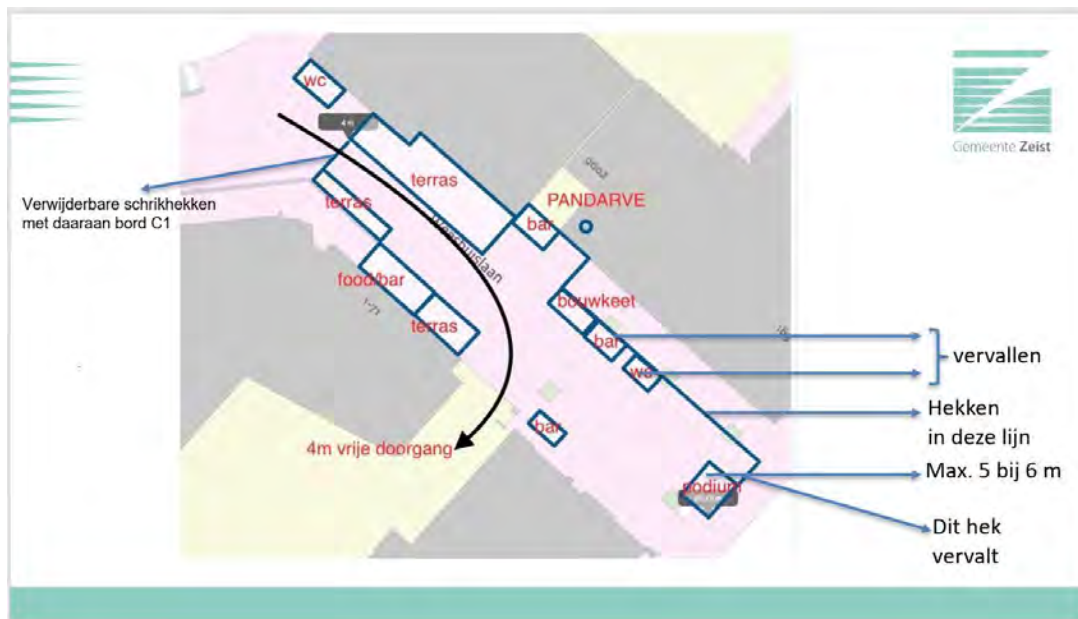 wc
4 m
Gemeente Zeist
Verwijderbare schrikhekken
met daaraan bord C1
terras
terras
PANDARVE
bar
food/bar
bouwkeet
terras
bar
vervallen
wc
Hekken
in deze lijn
bar
4m vrije doorgang
Max. 5 bij 6 m
podium
Dit hek
vervalt